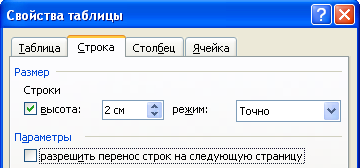 Свойства таблицы
Таблица Строка Столбец Ячейка
Размер
Строки
высота: 2 см режим: Точно
Параметры
разрешить перенос строк на следующую страницу